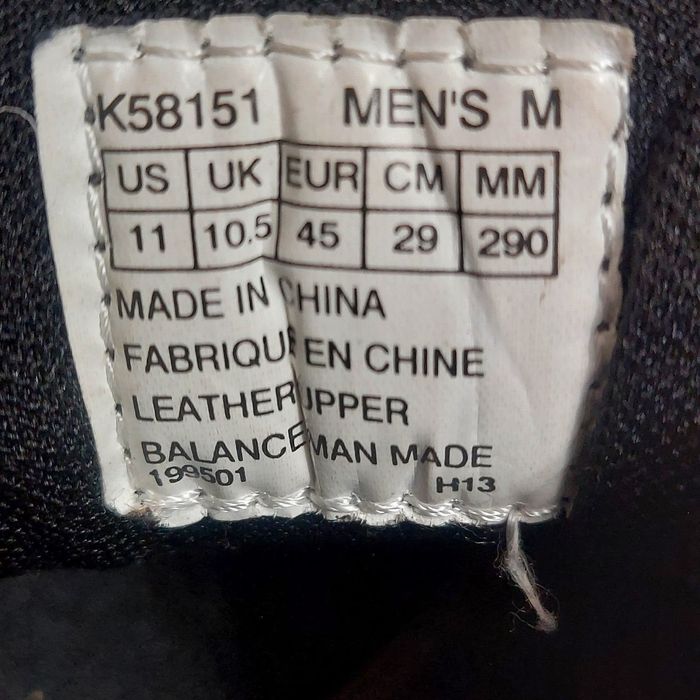 K58151 MEN'S M
US UK EUR CM MM
11 10.5 45 29 290
MADE IN CHINA
FABRIQUE EN CHINE
LEATHER UPPER
BALANCE MAN MADE
199501 H13